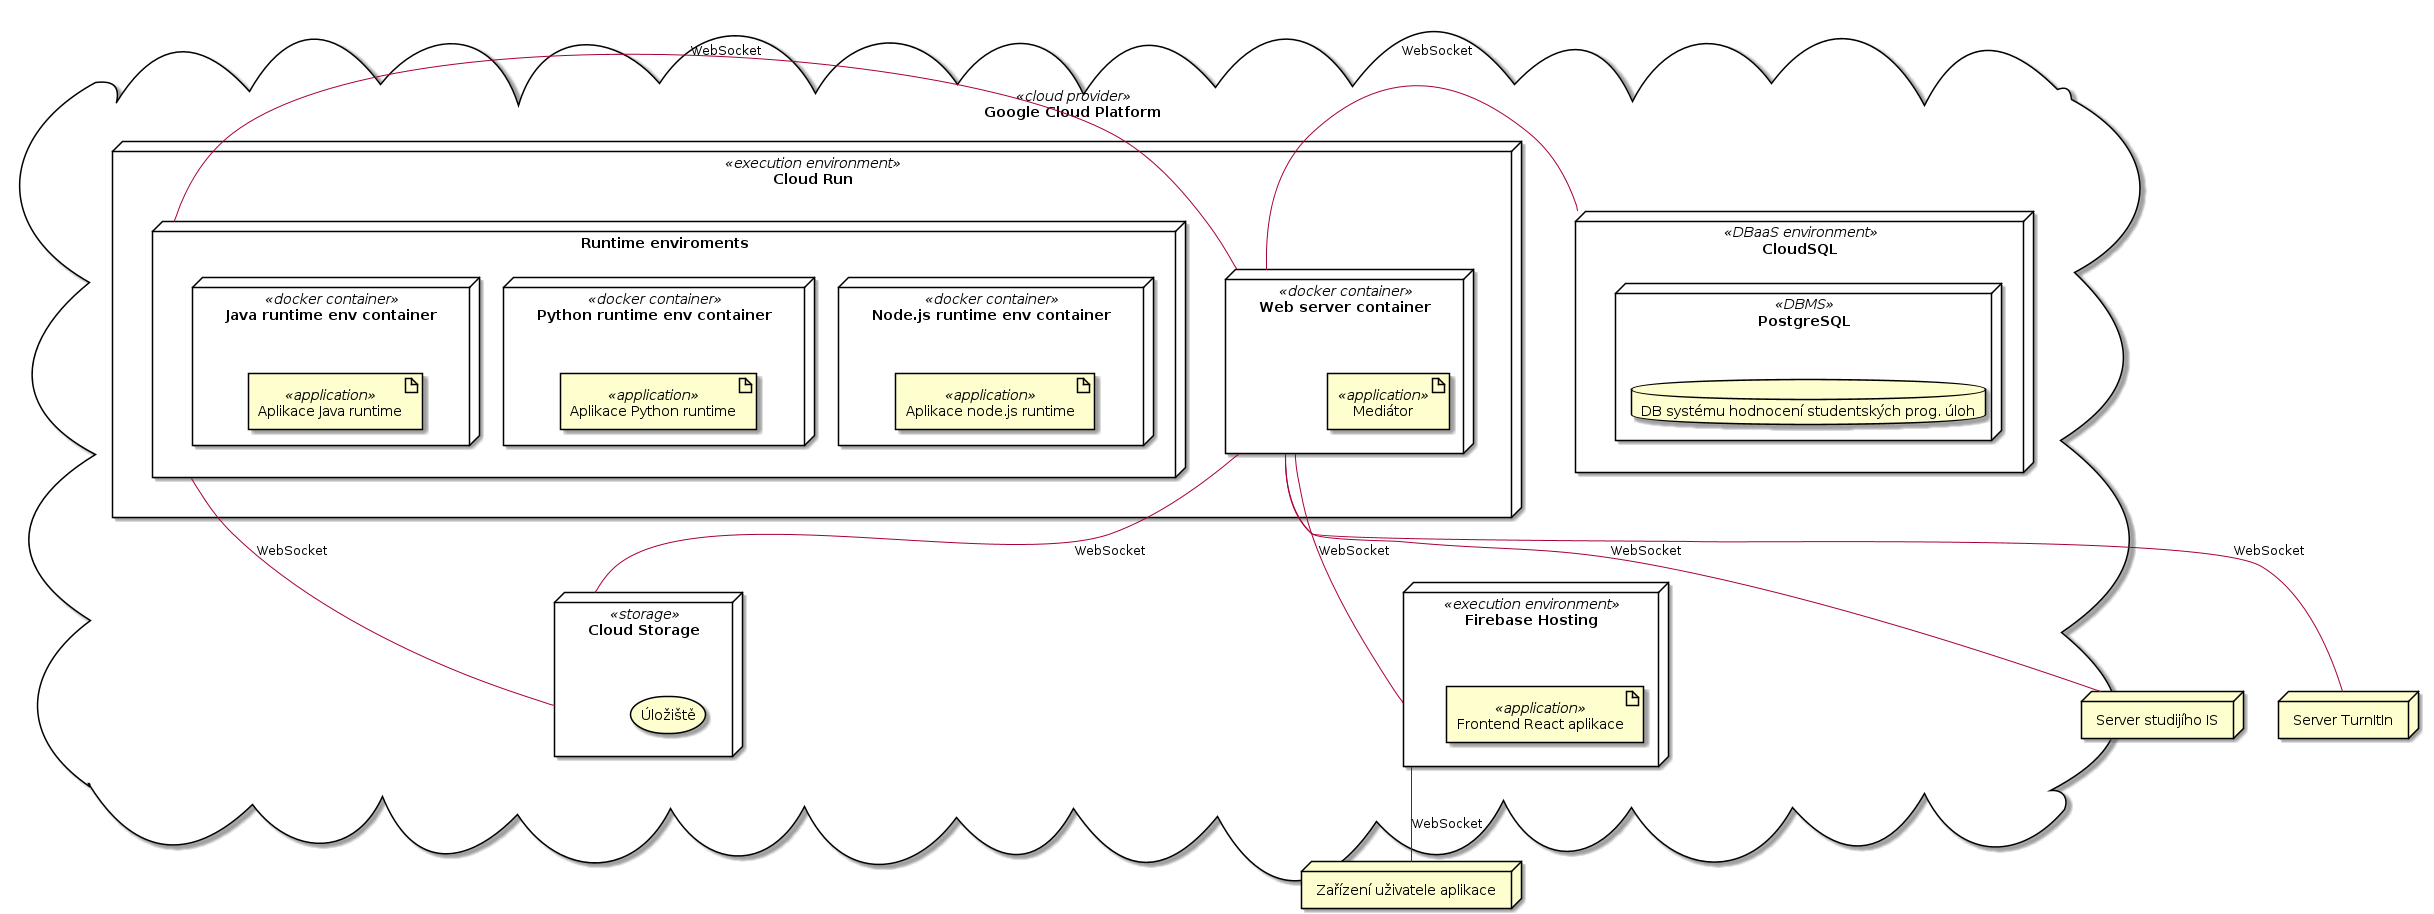 WebSocket
WebSocket
«cloud provider»
Google Cloud Platform
«execution environment»
Cloud Run
Runtime enviroments
«docker container»
Java runtime env container
«application»
Aplikace Java runtime
«docker container»
Python runtime env container
«application»
Aplikace Python runtime
«docker container»
Node.js runtime env container
«application»
Aplikace node.js runtime
«docker container»
Web server container
«application»
Mediátor
«DBaaS environment»
CloudSQL
«DBMS»
PostgreSQL
DB systému hodnocení studentských prog. úloh
WebSocket
WebSocket
WebSocket
WebSocket
WebSocket
«storage»
Cloud Storage
Úložiště
«execution environment»
Firebase Hosting
«application»
Frontend React aplikace
Server studijího IS
Server TurnItIn
WebSocket
Zařízení uživatele aplikace